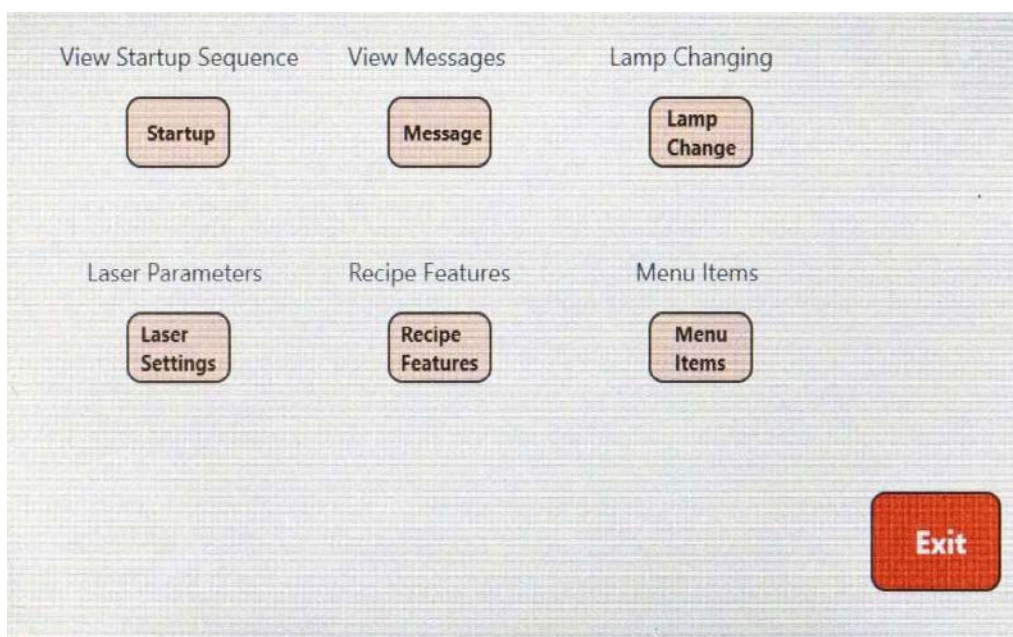 View Startup Sequence
View Messages
Lamp Changing
Startup
Message
Lamp
Change
Laser Parameters
Recipe Features
Menu Items
Laser
Settings
Recipe
Features
Menu
Items
Exit